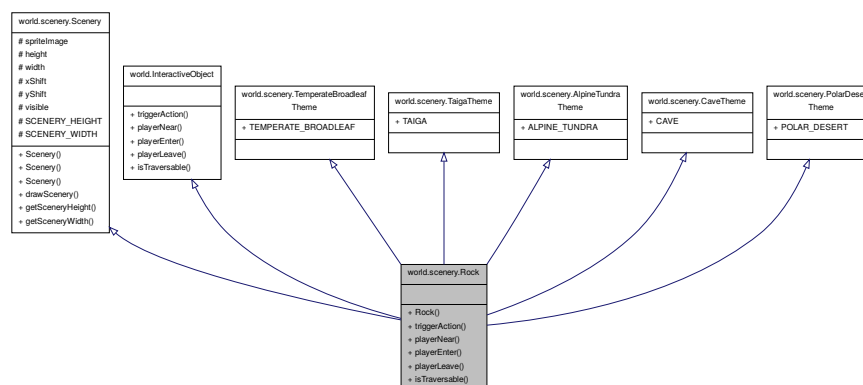 world.scenery.Scenery
# spriteImage
# height
# width
# xShift
# yShift
# visible
# SCENERY_HEIGHT
# SCENERY_WIDTH
+ Scenery()
+ Scenery()
+ Scenery()
+ drawScenery()
+ getSceneryHeight()
+ getSceneryWidth()
world.InteractiveObject
+ triggerAction()
+ playerNear()
+ playerEnter()
+ playerLeave()
+ isTraversable()
world.scenery.TemperateBroadleaf
Theme
+ TEMPERATE_BROADLEAF
world.scenery.TaigaTheme
+ TAIGA
world.scenery.AlpineTundra
Theme
+ ALPINE_TUNDRA
world.scenery.CaveTheme
+ CAVE
world.scenery.PolarDese
Theme
+ POLAR_DESERT
world.scenery.Rock
+ Rock()
+ triggerAction()
+ playerNear()
+ playerEnter()
+ playerLeave()
+ isTraversable()